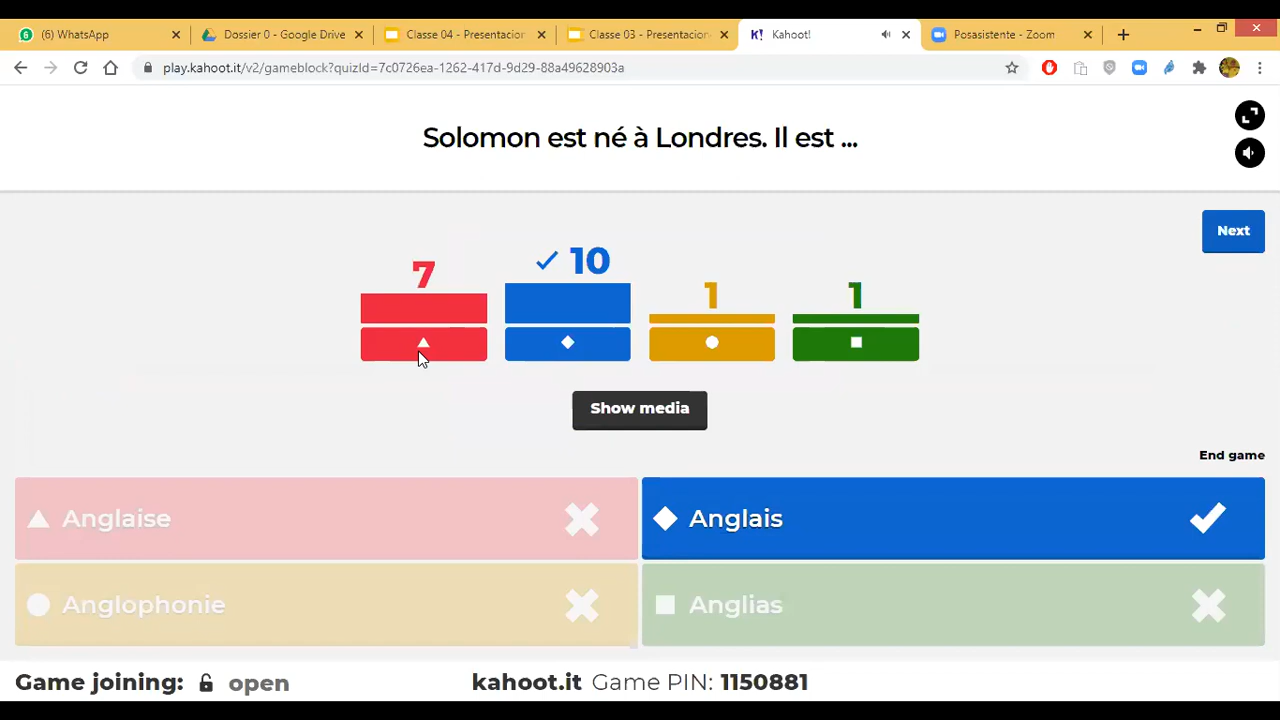 6
(6) WhatsApp
Dossier 0 - Google Drive
Classe 04 - Presentacion
Classe 03 - Presentacion
K!
Kahoot!
Posasistente - Zoom
play.kahoot.it/v2/gameblock?quizId=7c0726ea-1262-417d-9d29-88a49628903a
Solomon est né à Londres. Il est ...
Next
7
10
1
1
Show media
End game
Anglaise
Anglais
Anglophonie
Anglias
Game joining: open
kahoot.it Game PIN: 1150881